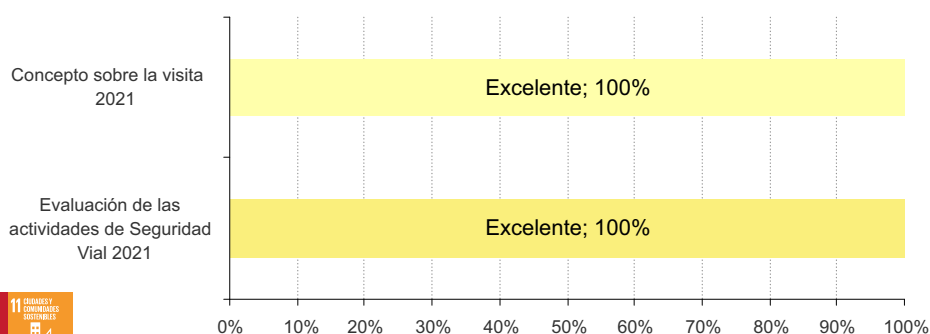 Concepto sobre la visita
2021
Excelente; 100%
Evaluación de las
actividades de Seguridad
Vial 2021
Excelente; 100%
0% 10% 20% 30% 40% 50% 60% 70% 80% 90% 100%
11 CIUDADES Y
COMUNIDADES
SOSTENIBLES